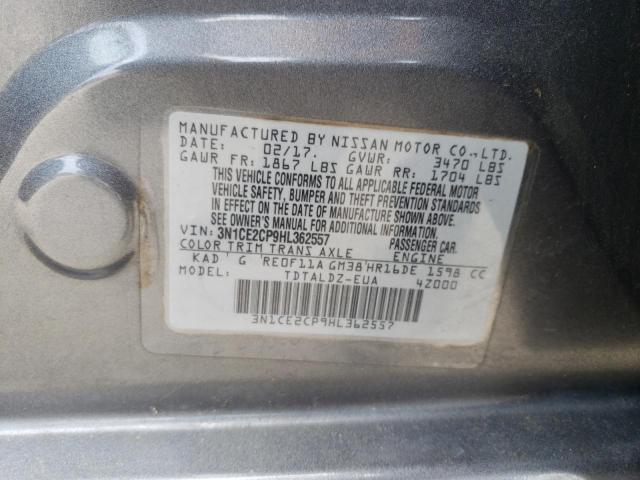 MANUFACTURED BY NISSAN MOTOR CO.,LTD.
DATE: 02/17. GVWR: 3470 LBS
GAWR FR: 1867 LBS GAWR RR: 1704 LBS
THIS VEHICLE CONFORMS TO ALL APPLICABLE FEDERAL MOTOR
VEHICLE SAFETY, BUMPER, AND THEFT PREVENTION STANDARDS
IN EFFECT ON THE DATE OF MANUFACTURE SHOWN ABOVE.
SEE OWNER'S MANUAL FOR ADDITIONAL INFORMATION.
VIN: 3N1CE2CP9HL362557 PASSENGER CAR.
COLOR TRIM TRANS AXLE ENGINE
KAD G RE0F11A GM38 HR16DE 1598 CC
MODEL: TDTALDZ-EUA 4Z000
3N1CE2CP9HL362557